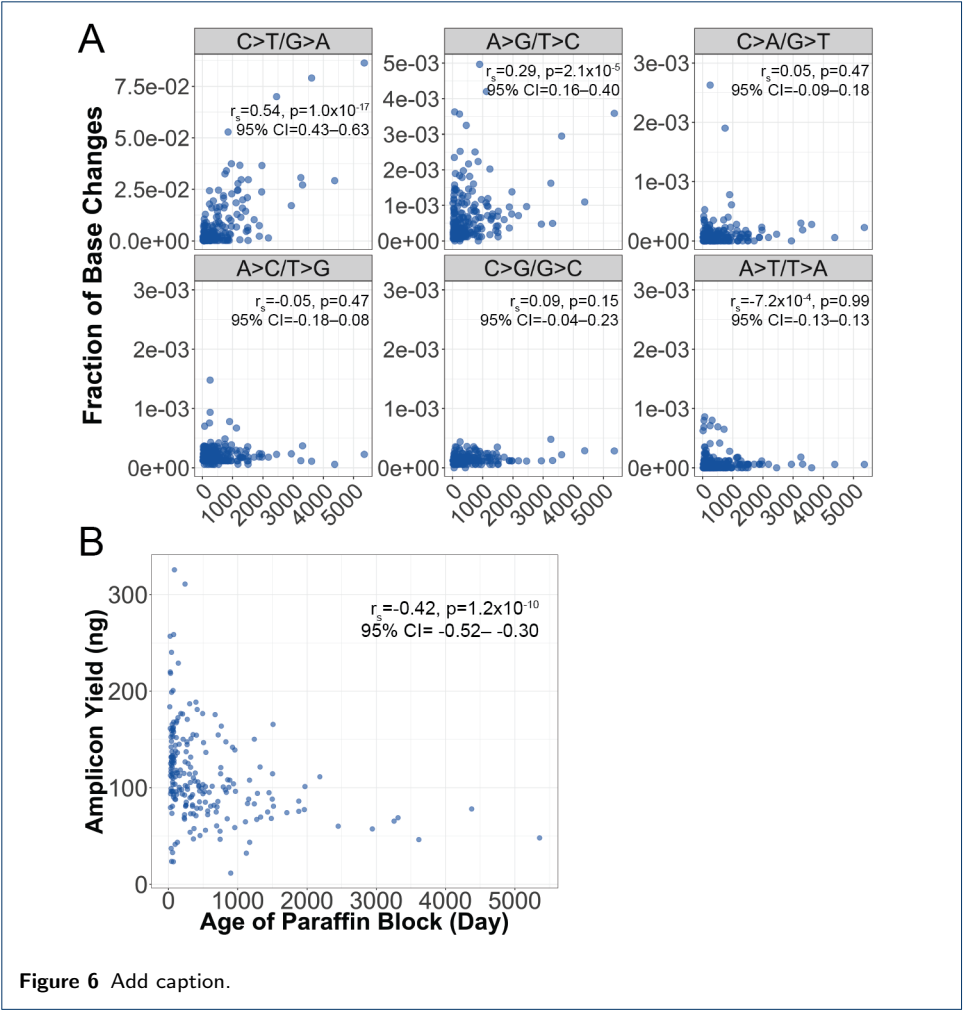 A
C>T/G>A
A>G/T>C
C>A/G>T
Fraction of Base Changes
7.5e-02
5.0e-02
2.5e-02
0.0e+00
rs=0.54, p=1.0x10-17
95% CI=0.43–0.63
5e-03
4e-03
3e-03
2e-03
1e-03
0e+00
rs=0.29, p=2.1x10-5
95% CI=0.16–0.40
3e-03
2e-03
1e-03
0e+00
rs=0.05, p=0.47
95% CI=-0.09–0.18
A>C/T>G
C>G/G>C
A>T/T>A
3e-03
2e-03
1e-03
0e+00
rs=-0.05, p=0.47
95% CI=-0.18–0.08
3e-03
2e-03
1e-03
0e+00
rs=0.09, p=0.15
95% CI=-0.04–0.23
3e-03
2e-03
1e-03
0e+00
rs=-7.2x10-4, p=0.99
95% CI=-0.13–0.13
0 1000 2000 3000 4000 5000
0 1000 2000 3000 4000 5000
0 1000 2000 3000 4000 5000
B
Amplicon Yield (ng)
300
200
100
0
rs=-0.42, p=1.2x10-10
95% CI= -0.52– -0.30
0 1000 2000 3000 4000 5000
Age of Paraffin Block (Day)
Figure 6 Add caption.